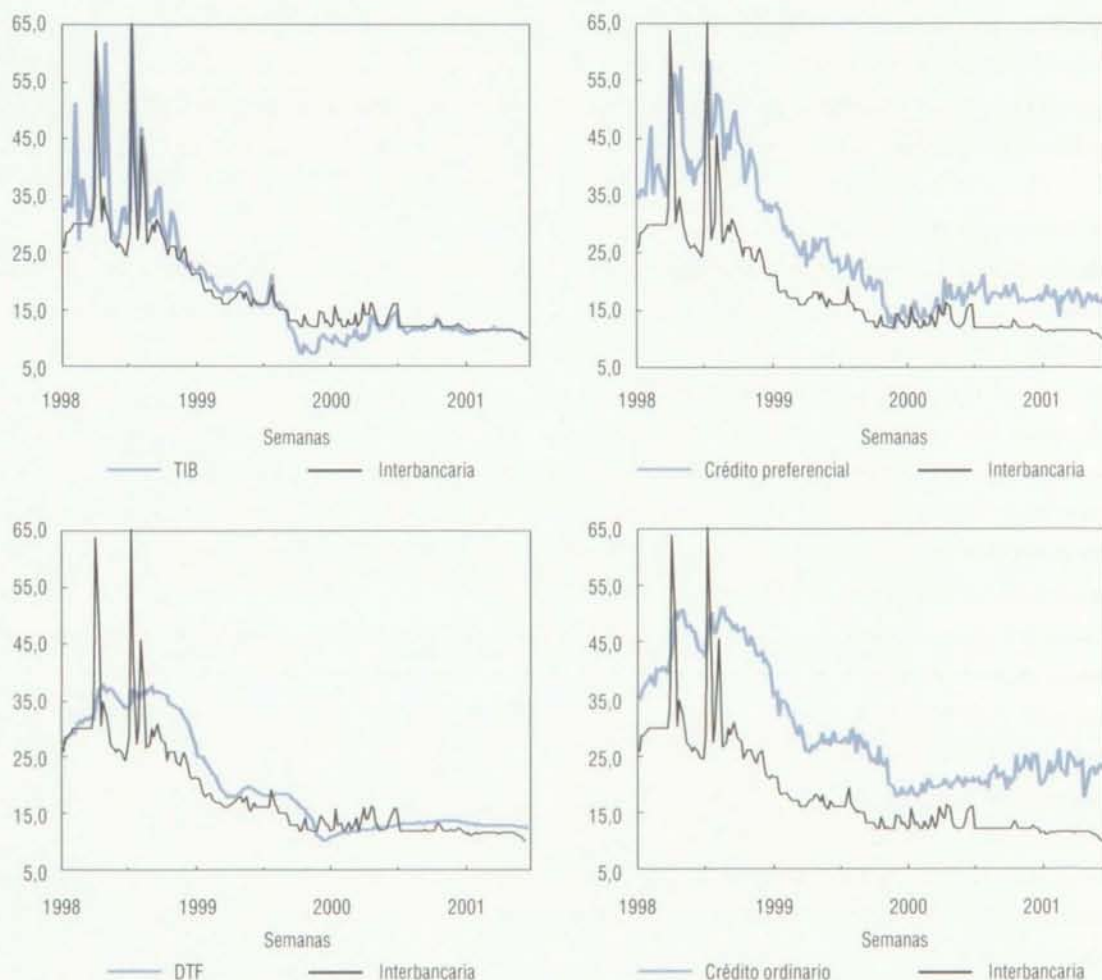 65,0
55,0
45,0
35,0
25,0
15,0
5,0
1998 1999 2000 2001
Semanas
TIB Interbancaria
65,0
55,0
45,0
35,0
25,0
15,0
5,0
1998 1999 2000 2001
Semanas
Crédito preferencial Interbancaria
65,0
55,0
45,0
35,0
25,0
15,0
5,0
1998 1999 2000 2001
Semanas
DTF Interbancaria
65,0
55,0
45,0
35,0
25,0
15,0
5,0
1998 1999 2000 2001
Semanas
Crédito ordinario Interbancaria